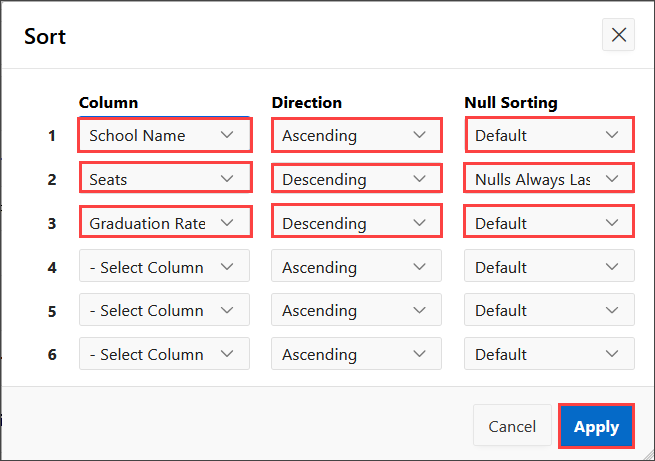 Sort
Column Direction Null Sorting
1 School Name Ascending Default
2 Seats Descending Nulls Always Las
3 Graduation Rate Descending Default
4 - Select Column Ascending Default
5 - Select Column Ascending Default
6 - Select Column Ascending Default
Cancel Apply